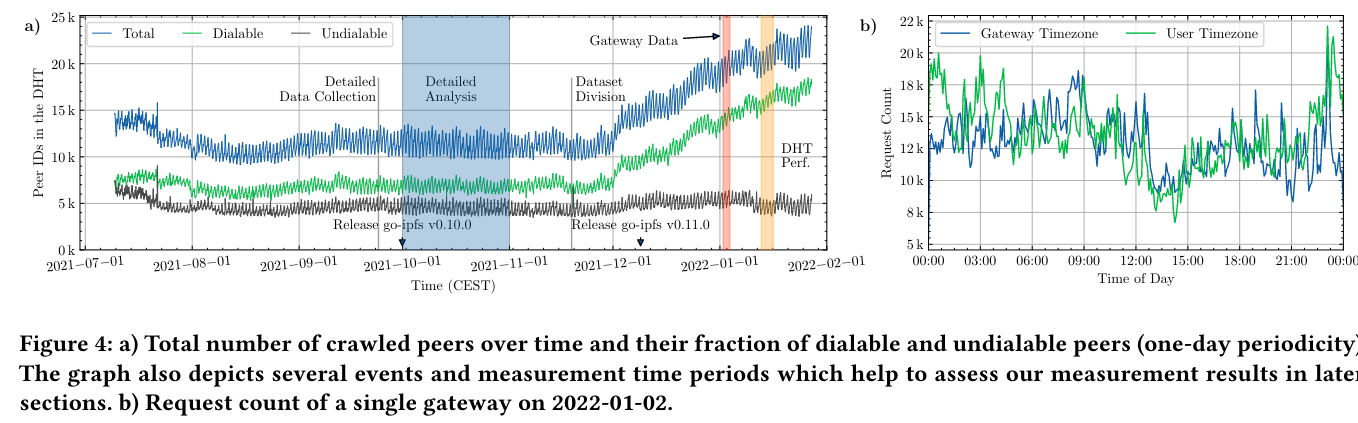 a)
Total
Dialable
Undialable
Gateway Data
Detailed
Data Collection
Detailed
Analysis
Dataset
Division
DHT
Perf.
Release go-ipfs v0.10.0
Release go-ipfs v0.11.0
Peer IDs in the DHT
25 k
20 k
15 k
10 k
5 k
0 k
2021-07-01
2021-08-01
2021-09-01
2021-10-01
2021-11-01
2021-12-01
2022-01-01
2022-02-01
Time (CEST)
b)
Gateway Timezone
User Timezone
Request Count
22 k
20 k
18 k
15 k
12 k
10 k
8 k
5 k
00:00
03:00
06:00
09:00
12:00
15:00
18:00
21:00
00:00
Time of Day
Figure 4: a) Total number of crawled peers over time and their fraction of dialable and undialable peers (one-day periodicity)
The graph also depicts several events and measurement time periods which help to assess our measurement results in later
sections. b) Request count of a single gateway on 2022-01-02.